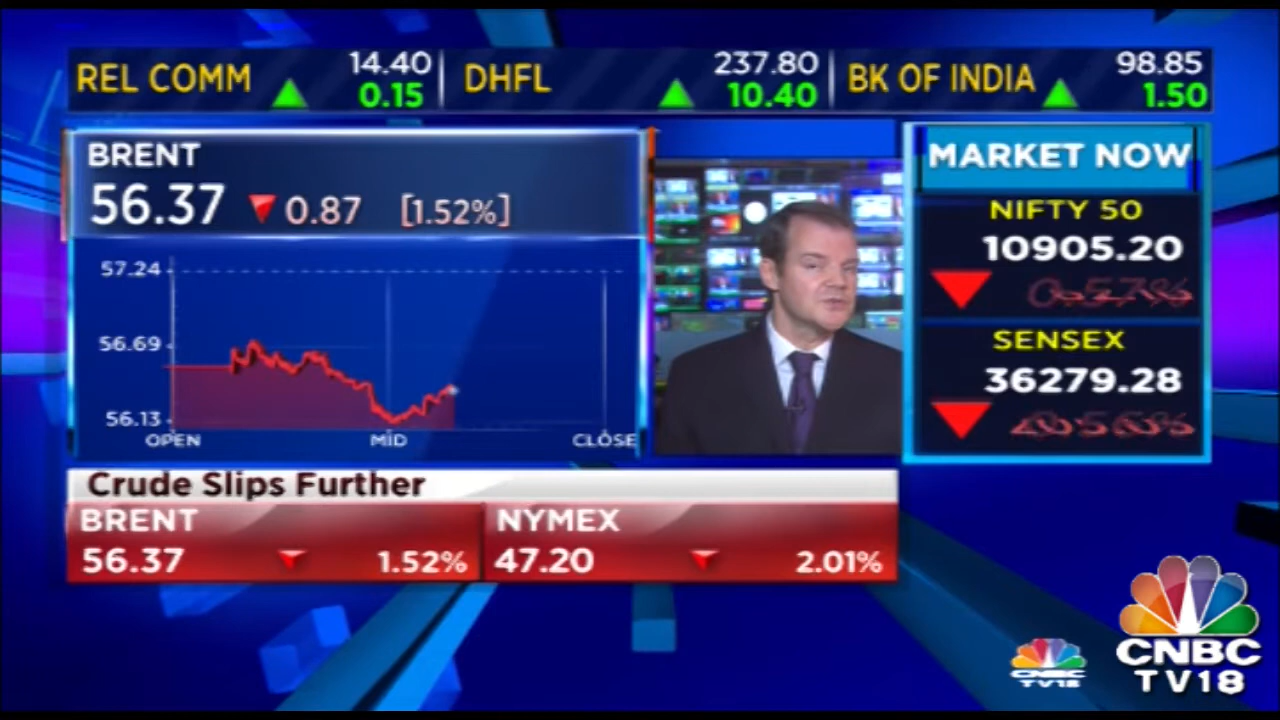 REL COMM 14.40 0.15
DHFL 237.80 10.40
BK OF INDIA 98.85 1.50
BRENT
56.37 0.87 [1.52%]
57.24
56.69
56.13
OPEN MID CLOSE
MARKET NOW
NIFTY 50
10905.20
SENSEX
36279.28
Crude Slips Further
BRENT
56.37 1.52%
NYMEX
47.20 2.01%
CNBC
TV18
CNBC
TV18